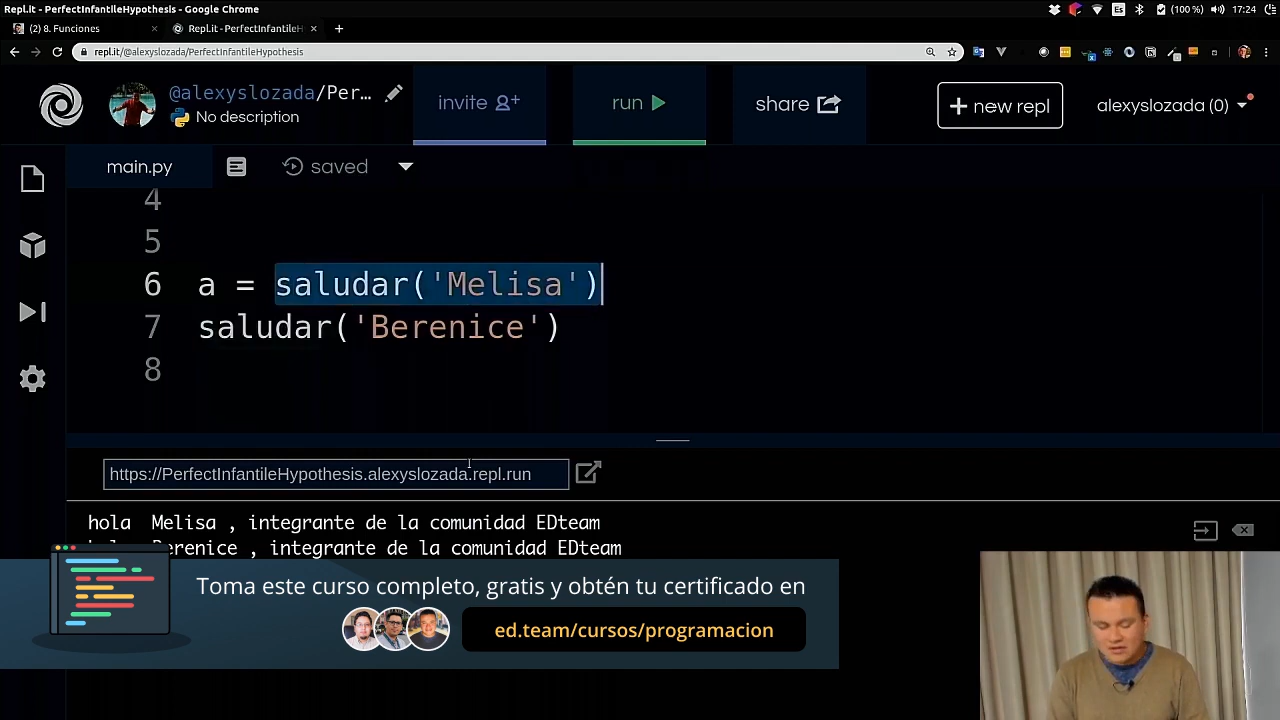 Repl.it - PerfectInfantileHypothesis - Google Chrome
Es
(100 %)
17:24
(2) 8. Funciones
Repl.it - PerfectInfantileH
repl.it/@alexyslozada/PerfectInfantileHypothesis
@alexyslozada/Per...
No description
invite
run
share
+ new repl
alexyslozada (0)
main.py
saved
4
5
6 a = saludar('Melisa')
7 saludar('Berenice')
8
https://PerfectInfantileHypothesis.alexyslozada.repl.run
hola Melisa , integrante de la comunidad EDteam
Berenice , integrante de la comunidad EDteam
Toma este curso completo, gratis y obtén tu certificado en
ed.team/cursos/programacion